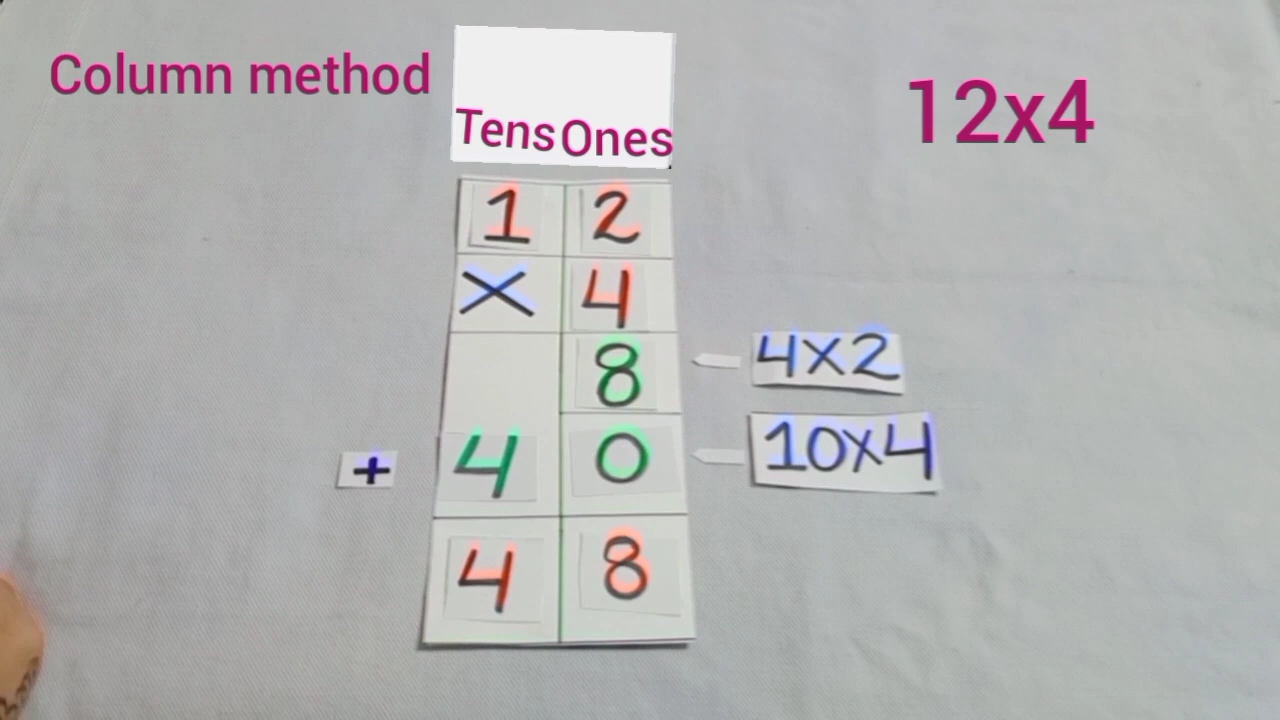 Column method
12x4
Tens Ones
1 2
× 4
8
4x2
+ 4 0
10x4
4 8